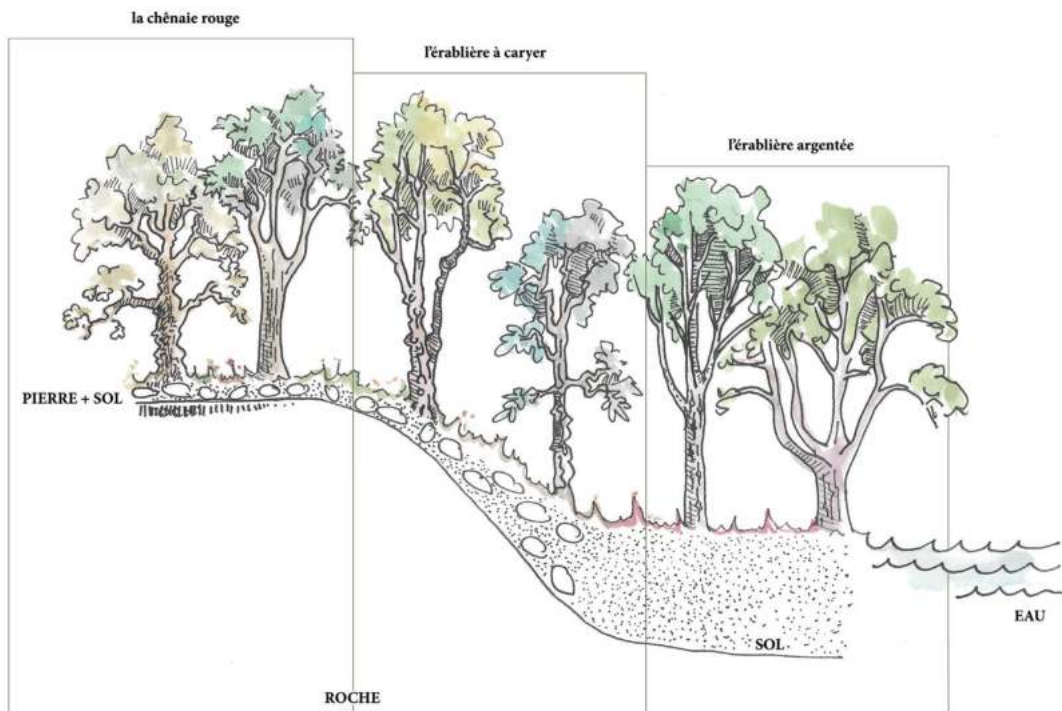 la chênaie rouge
l'érablière à caryer
l'érablière argentée
PIERRE + SOL
EAU
SOL
ROCHE